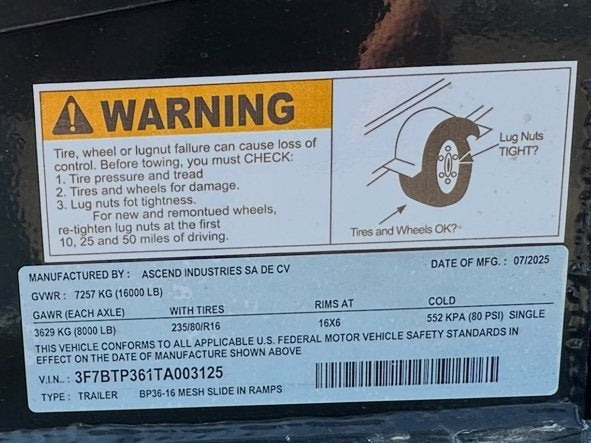 WARNING
Tire, wheel or lugnut fallure can cause loss of
control. Before towing, you must CHECK:
1. Tire pressure and tread
2. Tires and wheels for damage.
3. Lug nuts fot tightness.
For new and remontued wheels,
re-tighten lug nuts at the first
10, 25 and 50 miles of driving.
Lug Nuts
TIGHT?
Tires and Wheels OK?
MANUFACTURED BY : ASCEND INDUSTRIES SA DE CV DATE OF MFG. : 07/2025
GVWR : 7257 KG (16000 LB)
GAWR (EACH AXLE) WITH TIRES RIMS AT COLD
3629 KG (8000 LB) 235/80/R16 16X6 552 KPA (80 PSI) SINGLE
THIS VEHICLE CONFORMS TO ALL APPLICABLE U.S. FEDERAL MOTOR VEHICLE SAFETY STANDARDS IN
EFFECT ON THE DATE OF MANUFACTURE SHOWN ABOVE
V.I.N. : 3F7BTP361TA003125
TYPE : TRAILER BP36-16 MESH SLIDE IN RAMPS